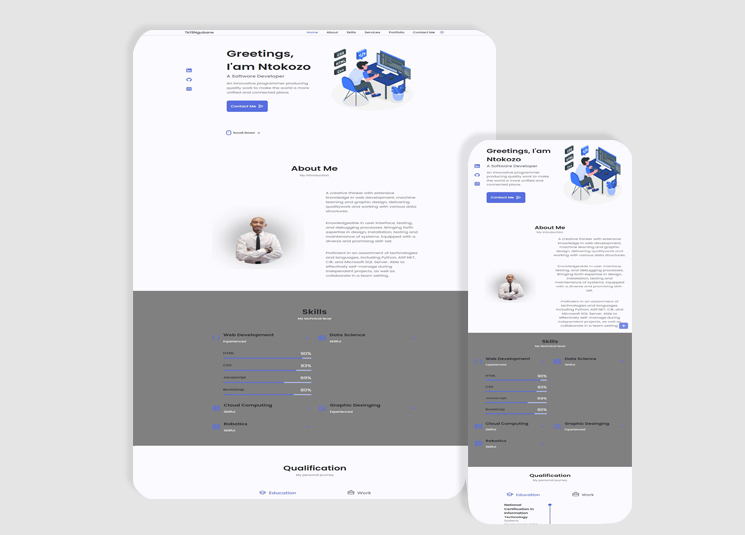 Home About Skills Services Portfolio Contact Me
Greetings,
I'am Ntokozo
A Software Developer
An innovative programmer producing
quality work to make the world a more
unified and connected place.
Contact Me
Scroll Down
About Me
My introduction
A creative thinker with extensive
knowledge in web development, machine
learning and graphic design, delivering
quality work and working with various data
structures.
Knowledgeable in user interface, testing,
and debugging processes. Bringing forth
expertise in design, installation, testing and
maintenance of systems. Equipped with a
diverse and promising skill set.
Proficient in an assortment of technologies
and languages, including Python, ASP.NET,
C#, and Microsoft SQL Server. Able to
effectively self-manage during
independent projects, as well as
collaborate in a team setting.
Skills
My technical level
Web Development
Experienced
Data Science
Skillful
HTML 90%
CSS 83%
JavaScript 69%
Bootstrap 80%
Cloud Computing
Skillful
Graphic Desinging
Experienced
Robotics
Skillful
Qualification
My personal journey
Education Work
Greetings, I'am
Ntokozo
A Software Developer
An innovative programmer
producing quality work to make
the world a more unified and
connected place.
Contact Me
About Me
My introduction
A creative thinker with extensive
knowledge in web development,
machine learning and graphic
design, delivering quality work and
working with various data structures.
Knowledgeable in user interface,
testing, and debugging processes.
Bringing forth expertise in design,
installation, testing and
maintenance of systems. Equipped
with a diverse and promising skill
set.
Proficient in an assortment of
technologies and languages,
including Python, ASP.NET, C#, and
Microsoft SQL Server. Able to
effectively self-manage during
independent projects, as well as
collaborate in a team setting.
Skills
My technical level
Web Development
Experienced
Data Science
Skillful
HTML 90%
CSS 83%
JavaScript 69%
Bootstrap 80%
Cloud Computing
Skillful
Graphic Desinging
Experienced
Robotics
Skillful
Qualification
My personal journey
Education Work
National
Certification in
Information
Technology